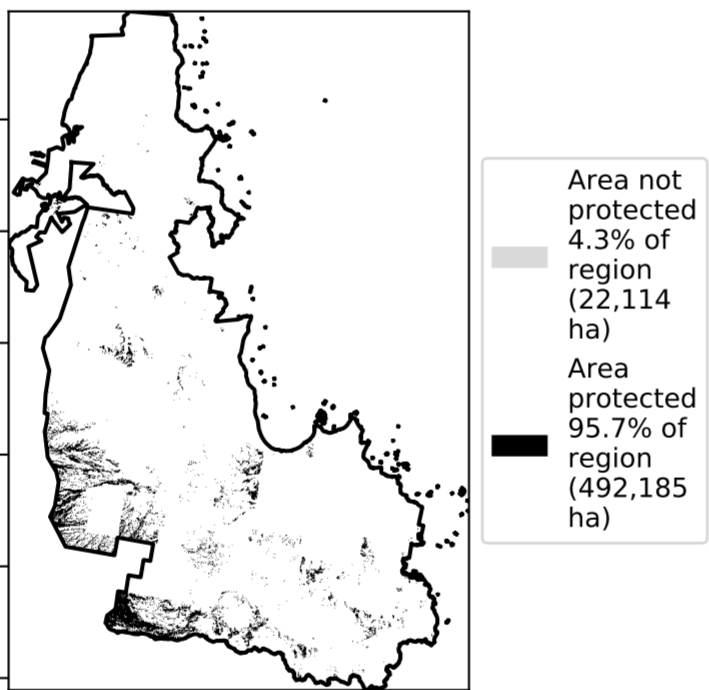 Area not
protected
4.3% of
region
(22,114
ha)
Area
protected
95.7% of
region
(492,185
ha)